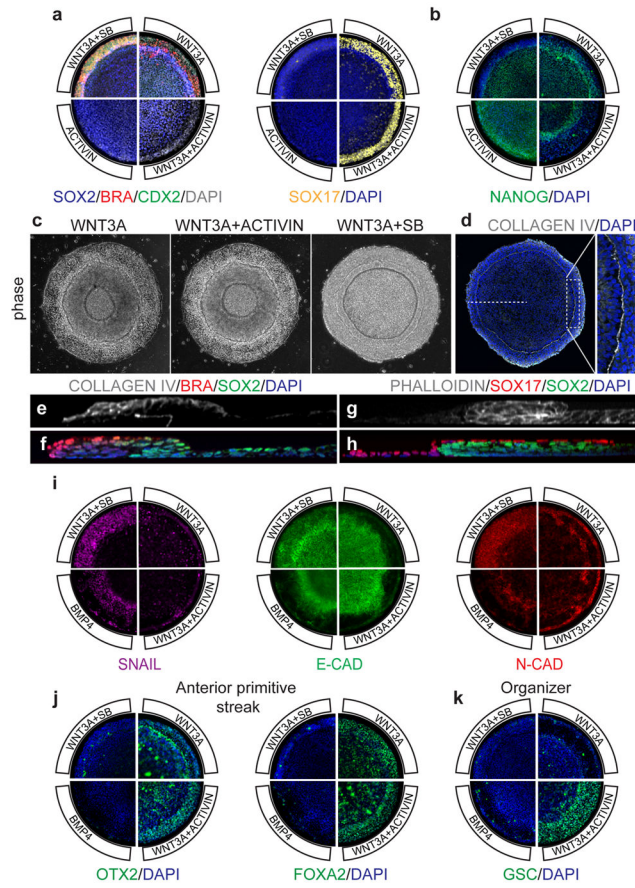 a
b
WNT3A+SB
WNT3A
ACTIVIN
WNT3A+ACTIVIN
WNT3A+SB
WNT3A
ACTIVIN
WNT3A+ACTIVIN
WNT3A+SB
WNT3A
ACTIVIN
WNT3A+ACTIVIN
SOX2/BRA/CDX2/DAPI
SOX17/DAPI
NANOG/DAPI
c
d
WNT3A
WNT3A+ACTIVIN
WNT3A+SB
COLLAGEN IV/DAPI
phase
COLLAGEN IV/BRA/SOX2/DAPI
PHALLOIDIN/SOX17/SOX2/DAPI
e
g
f
h
i
WNT3A+SB
WNT3A
BMP4
WNT3A+ACTIVIN
WNT3A+SB
WNT3A
BMP4
WNT3A+ACTIVIN
WNT3A+SB
WNT3A
BMP4
WNT3A+ACTIVIN
SNAIL
E-CAD
N-CAD
j
Anterior primitive
streak
k
Organizer
WNT3A+SB
WNT3A
BMP4
WNT3A+ACTIVIN
WNT3A+SB
WNT3A
BMP4
WNT3A+ACTIVIN
WNT3A+SB
WNT3A
BMP4
WNT3A+ACTIVIN
OTX2/DAPI
FOXA2/DAPI
GSC/DAPI